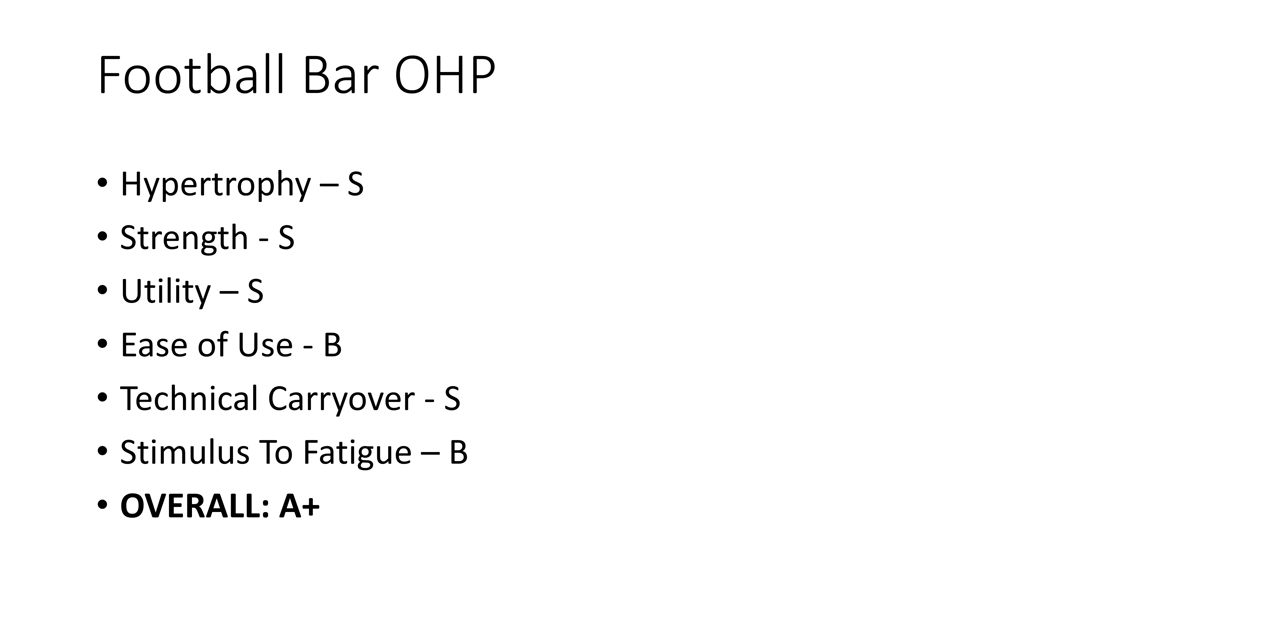 Football Bar OHP
• Hypertrophy – S
• Strength - S
• Utility – S
• Ease of Use - B
• Technical Carryover - S
• Stimulus To Fatigue – B
• OVERALL: A+